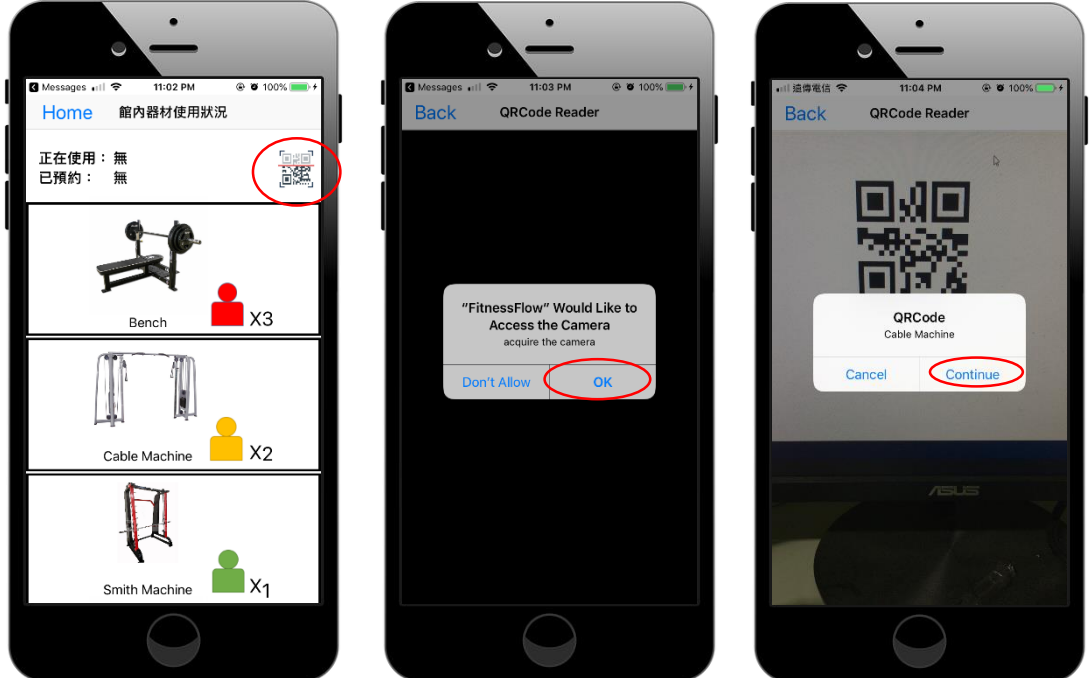 Messages 11:02 PM 100%
Home 館內器材使用狀況
正在使用：無
已預約： 無
Bench X3
Cable Machine X2
Smith Machine X1
Messages 11:03 PM 100%
Back QRCode Reader
“FitnessFlow” Would Like to
Access the Camera
acquire the camera
Don't Allow OK
遠傳電信 11:04 PM 100%
Back QRCode Reader
QRCode
Cable Machine
Cancel Continue
ASUS